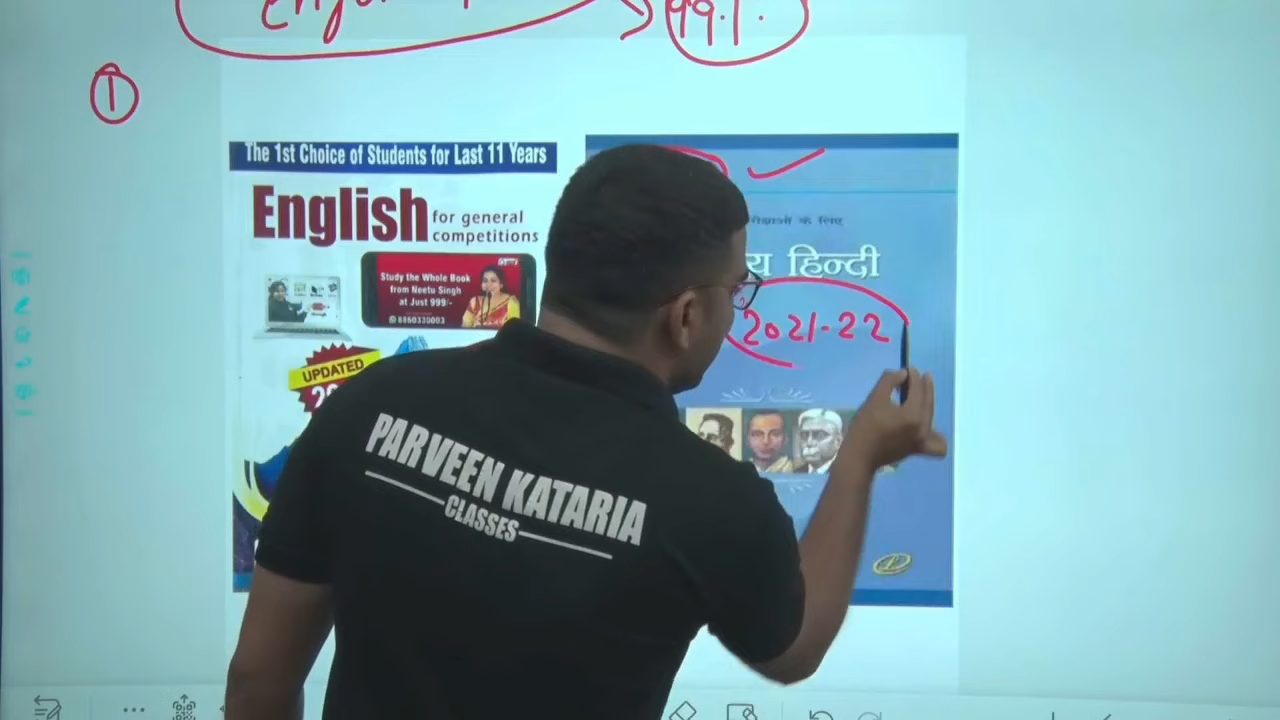 99.1.
1
The 1st Choice of Students for Last 11 Years
English for general
competitions
Study the Whole Book
from Neetu Singh
at Just 999/-
8860330003
UPDATED
के लिए
हिन्दी
2021-22
PARVEEN KATARIA
CLASSES